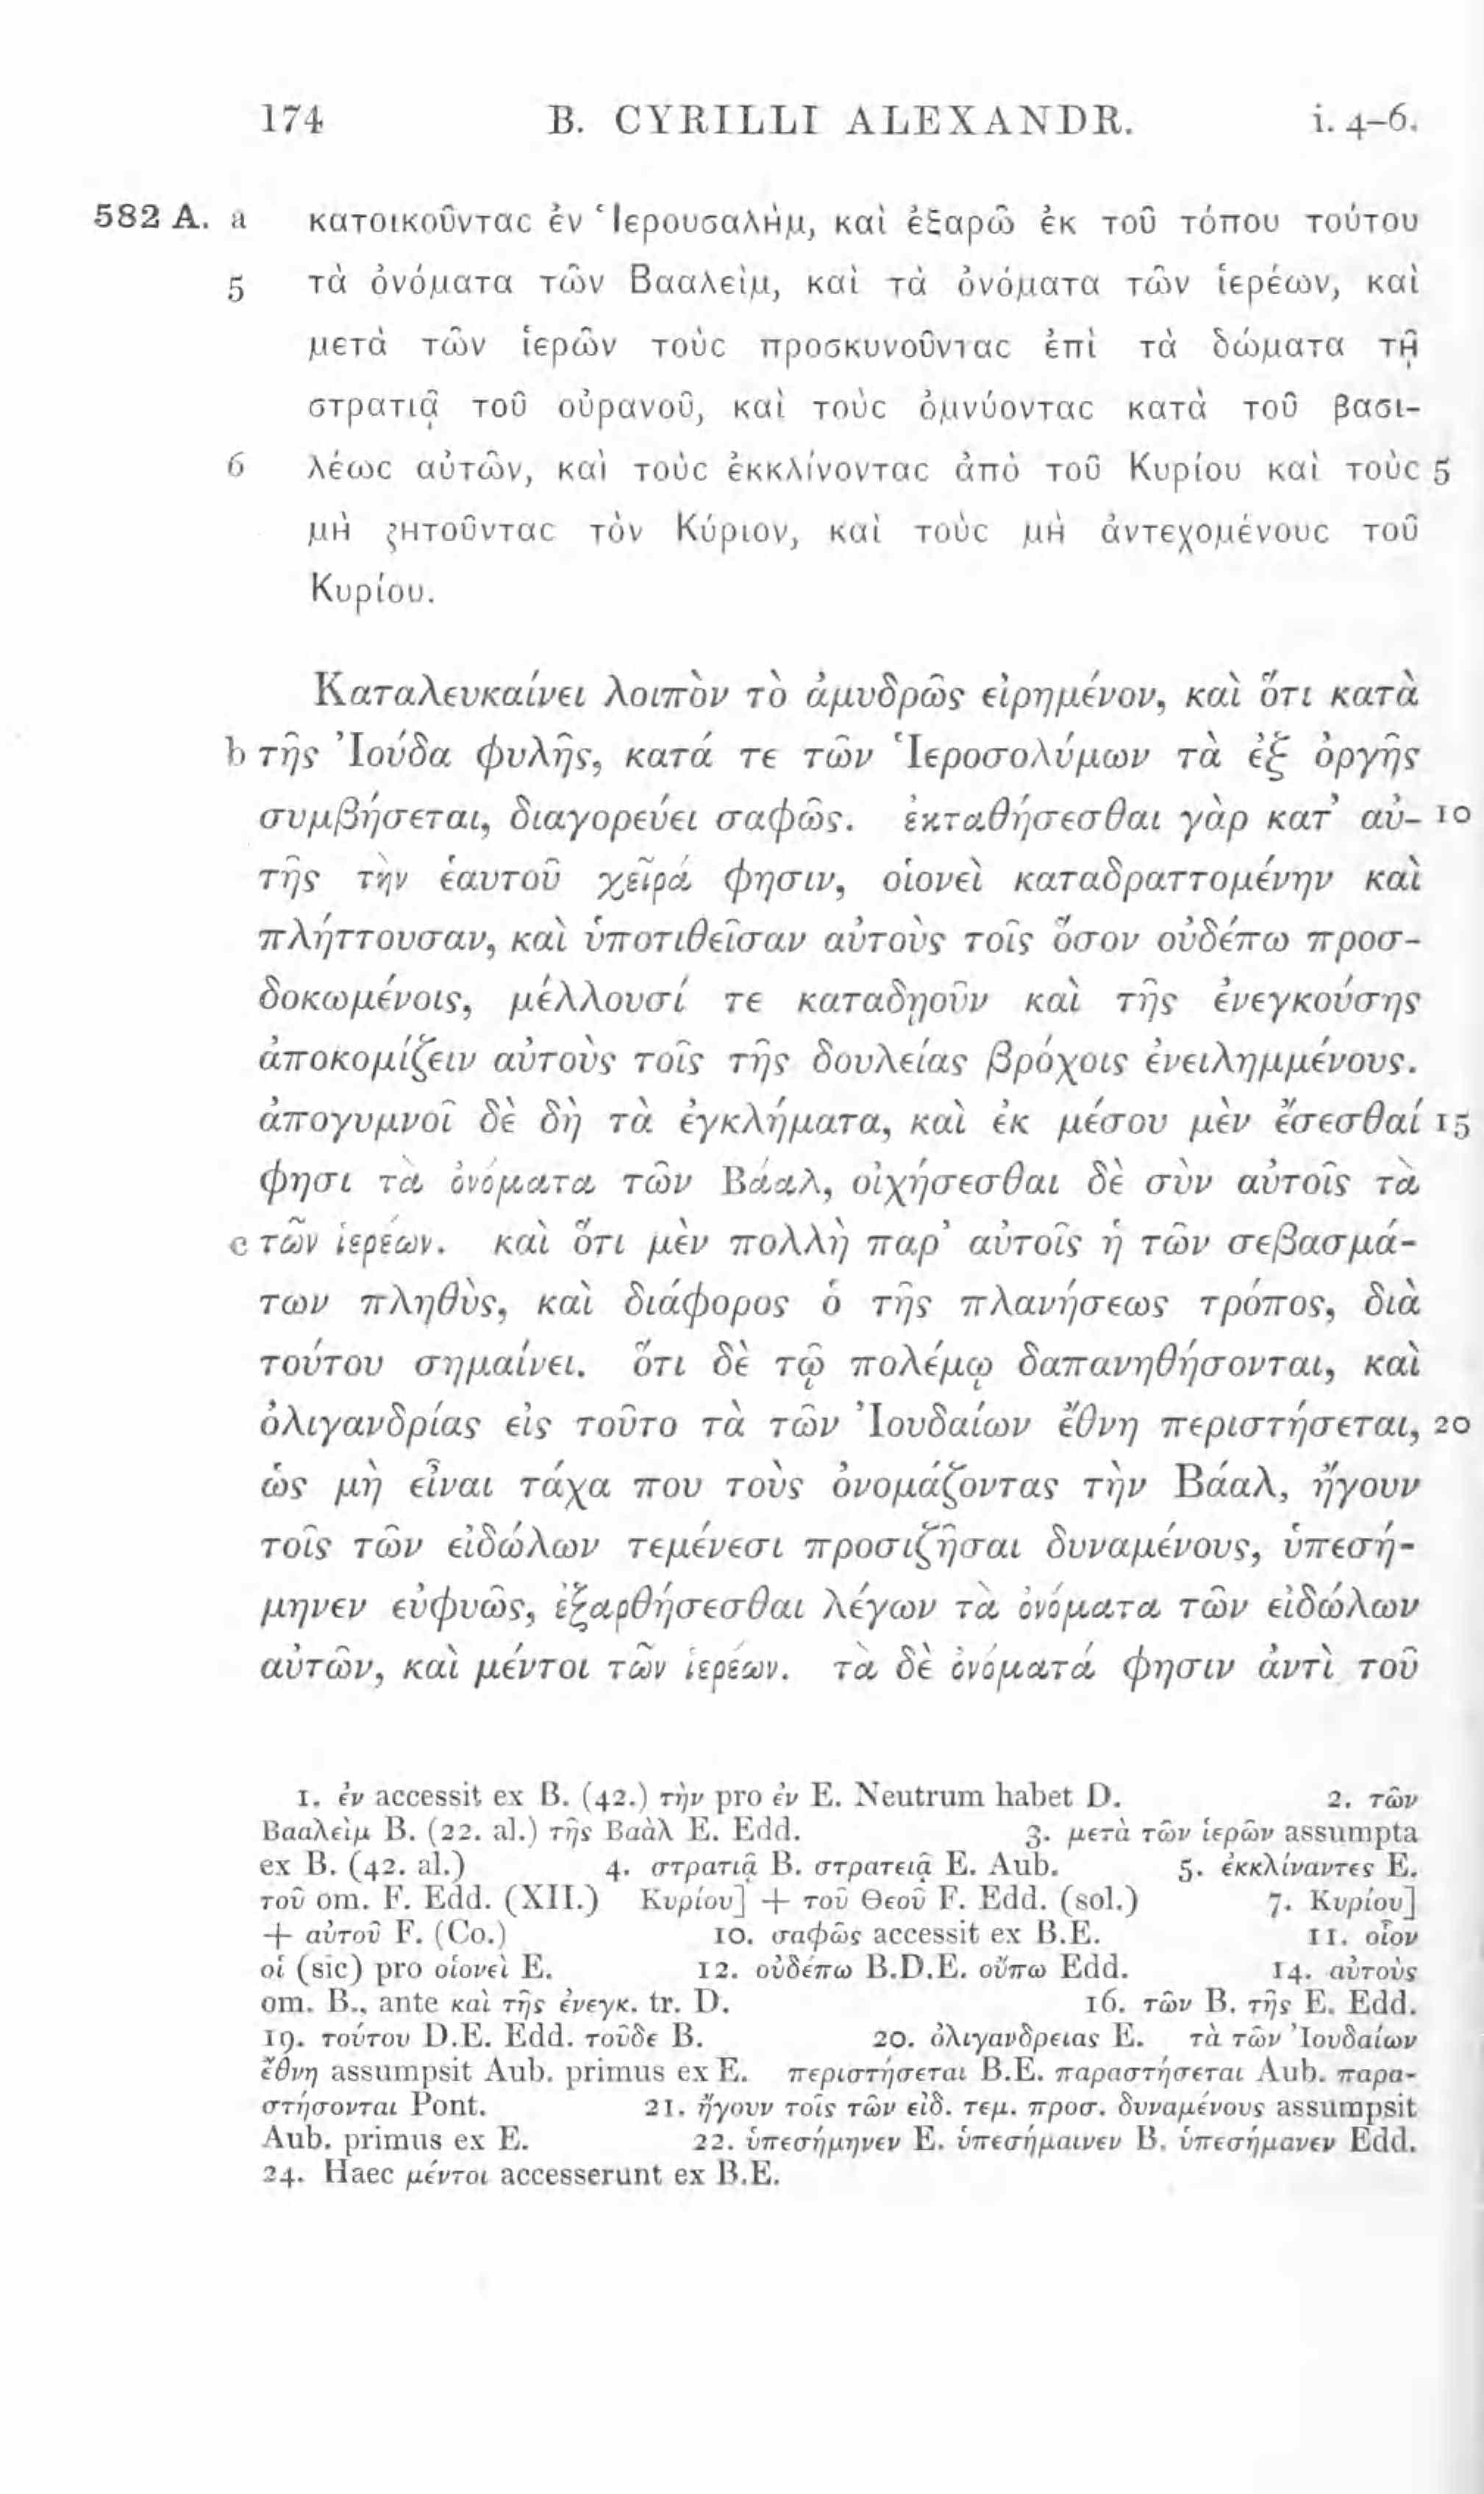 174 B. CYRILLI ALEXANDR. i. 4–6.
582 A. a κατοικοῦντας ἐν Ἱερουσαλὴμ, καὶ ἐξαρῶ ἐκ τοῦ τόπου τούτου
5 τὰ ὀνόματα τῶν Βααλεὶμ, καὶ τὰ ὀνόματα τῶν ἱερέων, καὶ
μετὰ τῶν ἱερῶν τοὺς προσκυνοῦντας ἐπὶ τὰ δώματα τῇ
στρατιᾷ τοῦ οὐρανοῦ, καὶ τοὺς ὀμνύοντας κατὰ τοῦ βασι-
6 λέως αὐτῶν, καὶ τοὺς ἐκκλίνοντας ἀπὸ τοῦ Κυρίου καὶ τοὺς 5
μὴ ζητοῦντας τὸν Κύριον, καὶ τοὺς μὴ ἀντεχομένους τοῦ
Κυρίου.
Καταλευκαίνει λοιπὸν τὸ ἀμυδρῶς εἰρημένον, καὶ ὅτι κατὰ
b τῆς Ἰούδα φυλῆς, κατά τε τῶν Ἱεροσολύμων τὰ ἐξ ὀργῆς
συμβήσεται, διαγορεύει σαφῶς. ἐκταθήσεσθαι γὰρ κατ’ αὐ- 10
τῆς τὴν ἑαυτοῦ χεῖρά φησιν, οἱονεὶ καταδραττομένην καὶ
πλήττουσαν, καὶ ὑποτιθεῖσαν αὐτοὺς τοῖς ὅσον οὐδέπω προσ-
δοκωμένοις, μέλλουσί τε καταδῃοῦν καὶ τῆς ἐνεγκούσης
ἀποκομίζειν αὐτοὺς τοῖς τῆς δουλείας βρόχοις ἐνειλημμένους.
ἀπογυμνοῖ δὲ δὴ τὰ ἐγκλήματα, καὶ ἐκ μέσου μὲν ἔσεσθαί 15
φησι τὰ ὀνόματα τῶν Βάαλ, οἰχήσεσθαι δὲ σὺν αὐτοῖς τὰ
c τῶν ἱερέων. καὶ ὅτι μὲν πολλὴ παρ’ αὐτοῖς ἡ τῶν σεβασμά-
των πληθὺς, καὶ διάφορος ὁ τῆς πλανήσεως τρόπος, διὰ
τούτου σημαίνει. ὅτι δὲ τῷ πολέμῳ δαπανηθήσονται, καὶ
ὀλιγανδρίας εἰς τοῦτο τὰ τῶν Ἰουδαίων ἔθνη περιστήσεται, 20
ὡς μὴ εἶναι τάχα που τοὺς ὀνομάζοντας τὴν Βάαλ, ἤγουν
τοῖς τῶν εἰδώλων τεμένεσι προσιζῆσαι δυναμένους, ὑπεσή-
μηνεν εὐφυῶς, ἐξαρθήσεσθαι λέγων τὰ ὀνόματα τῶν εἰδώλων
αὐτῶν, καὶ μέντοι τῶν ἱερέων. τὰ δὲ ὀνόματά φησιν ἀντὶ τοῦ
1. ἐν accessit ex B. (42.) τὴν pro ἐν E. Neutrum habet D. 2. τῶν
Βααλεὶμ B. (22. al.) τῆς Βαὰλ E. Edd. 3. μετὰ τῶν ἱερῶν assumpta
ex B. (42. al.) 4. στρατιᾷ B. στρατειᾷ E. Aub. 5. ἐκκλίναντες E.
τοῦ om. F. Edd. (XII.) Κυρίου] + τοῦ Θεοῦ F. Edd. (sol.) 7. Κυρίου]
+ αὐτοῦ F. (Co.) 10. σαφῶς accessit ex B.E. 11. οἷον
οἱ (sic) pro οἱονεὶ E. 12. οὐδέπω B.D.E. οὔπω Edd. 14. αὐτοὺς
om. B., ante καὶ τῆς ἐνεγκ. tr. D. 16. τῶν B. τῆς E. Edd.
19. τούτου D.E. Edd. τοῦδε B. 20. ὀλιγανδρειας E. τὰ τῶν Ἰουδαίων
ἔθνη assumpsit Aub. primus ex E. περιστήσεται B.E. παραστήσεται Aub. παρα-
στήσονται Pont. 21. ἤγουν τοῖς τῶν εἰδ. τεμ. προσ. δυναμένους assumpsit
Aub. primus ex E. 22. ὑπεσήμηνεν E. ὑπεσήμαινεν B. ὑπεσήμανεν Edd.
24. Haec μέντοι accesserunt ex B.E.